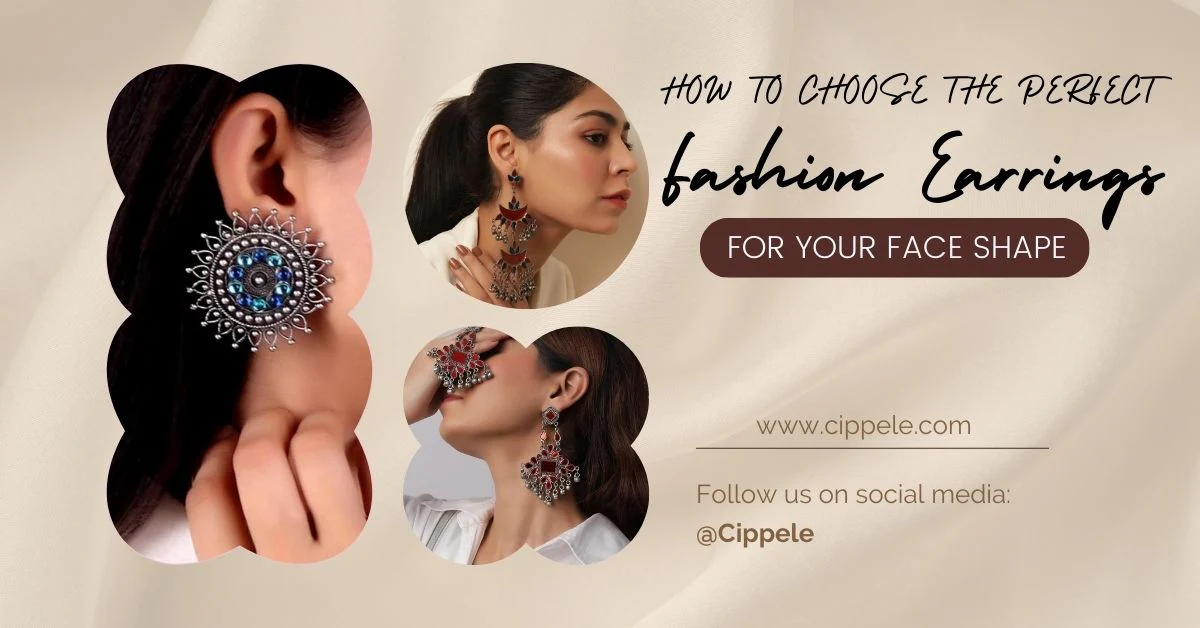 HOW TO CHOOSE THE PERFECT
fashion Earrings
FOR YOUR FACE SHAPE
www.cippele.com
Follow us on social media:
@Cippele